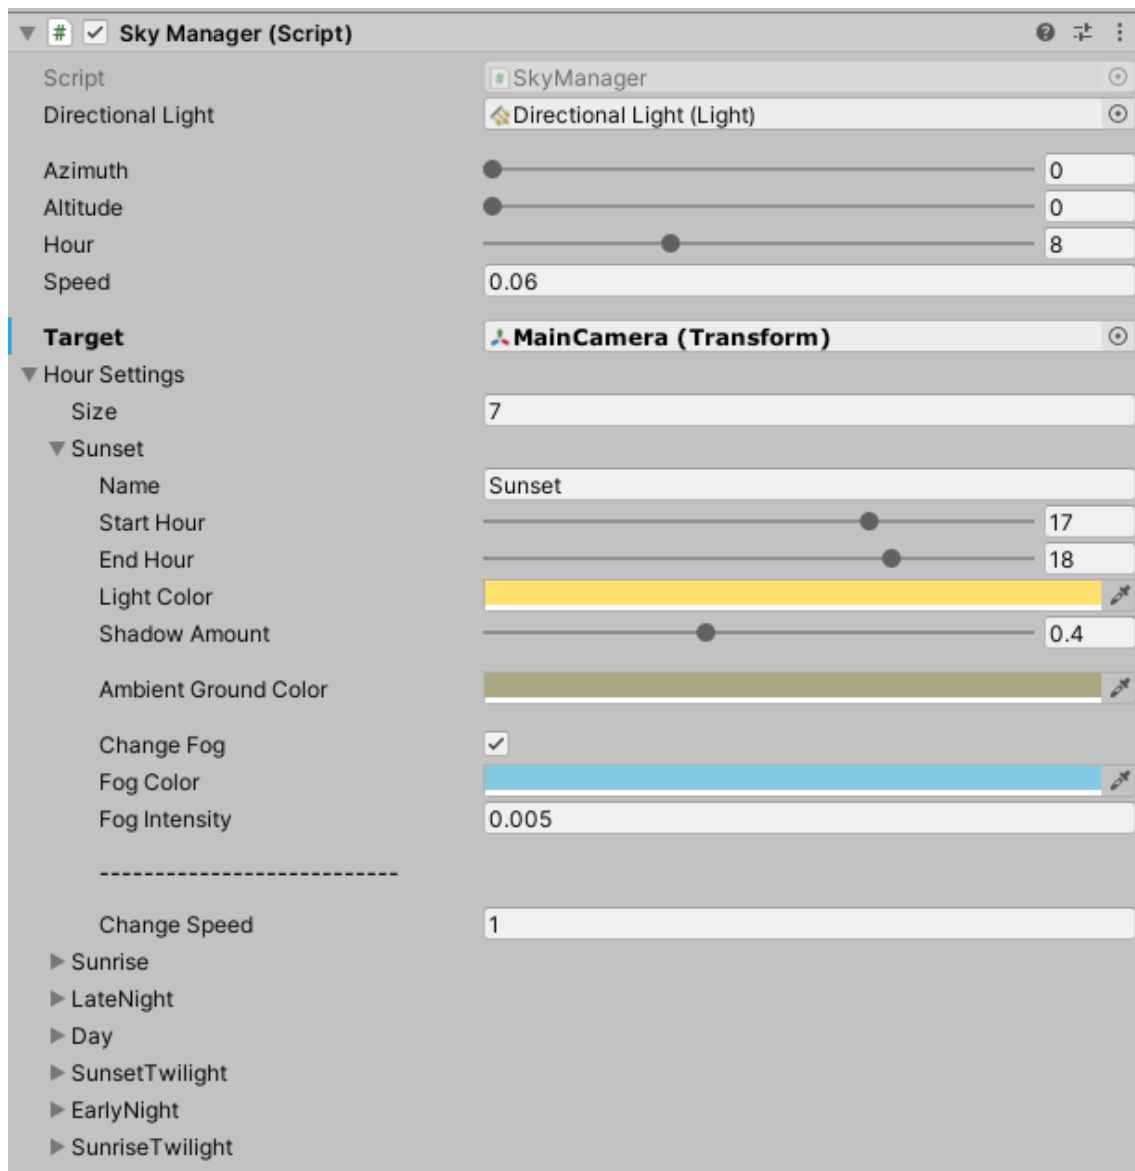 Sky Manager (Script)
Script SkyManager
Directional Light Directional Light (Light)
Azimuth 0
Altitude 0
Hour 8
Speed 0.06
Target MainCamera (Transform)
Hour Settings
Size 7
Sunset
Name Sunset
Start Hour 17
End Hour 18
Light Color
Shadow Amount 0.4
Ambient Ground Color
Change Fog
Fog Color
Fog Intensity 0.005
---------------------------
Change Speed 1
Sunrise
LateNight
Day
SunsetTwilight
EarlyNight
SunriseTwilight